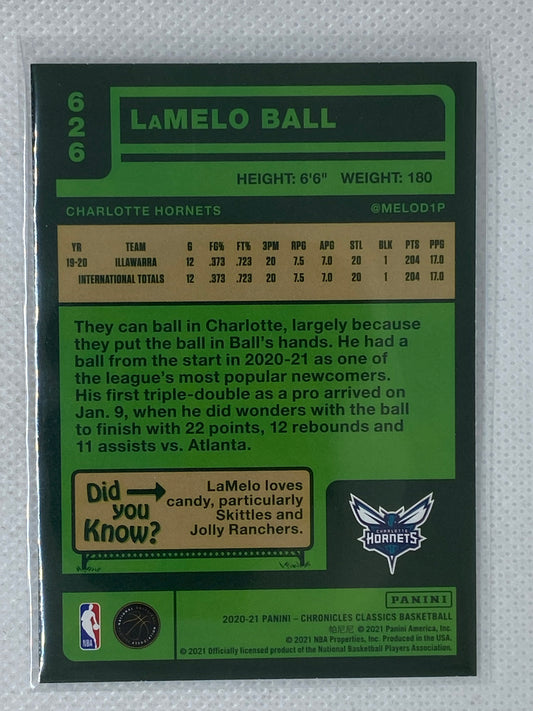 626
LaMELO BALL
HEIGHT: 6'6" WEIGHT: 180
CHARLOTTE HORNETS @MELOD1P
YR TEAM G FG% FT% 3PM RPG APG STL BLK PTS PPG
19-20 ILLAWARRA 12 .373 .723 20 7.5 7.0 20 1 204 17.0
INTERNATIONAL TOTALS 12 .373 .723 20 7.5 7.0 20 1 204 17.0
They can ball in Charlotte, largely because
they put the ball in Ball's hands. He had a
ball from the start in 2020-21 as one of
the league's most popular newcomers.
His first triple-double as a pro arrived on
Jan. 9, when he did wonders with the ball
to finish with 22 points, 12 rebounds and
11 assists vs. Atlanta.
Did
you
Know?
LaMelo loves
candy, particularly
Skittles and
Jolly Ranchers.
CHARLOTTE
HORNETS
PANINI
2020-21 PANINI – CHRONICLES CLASSICS BASKETBALL
帕尼尼 © 2021 Panini America, Inc.
© 2021 NBA Properties, Inc. Produced in the USA.
© 2021 Officially licensed product of the National Basketball Players Association.
NBA